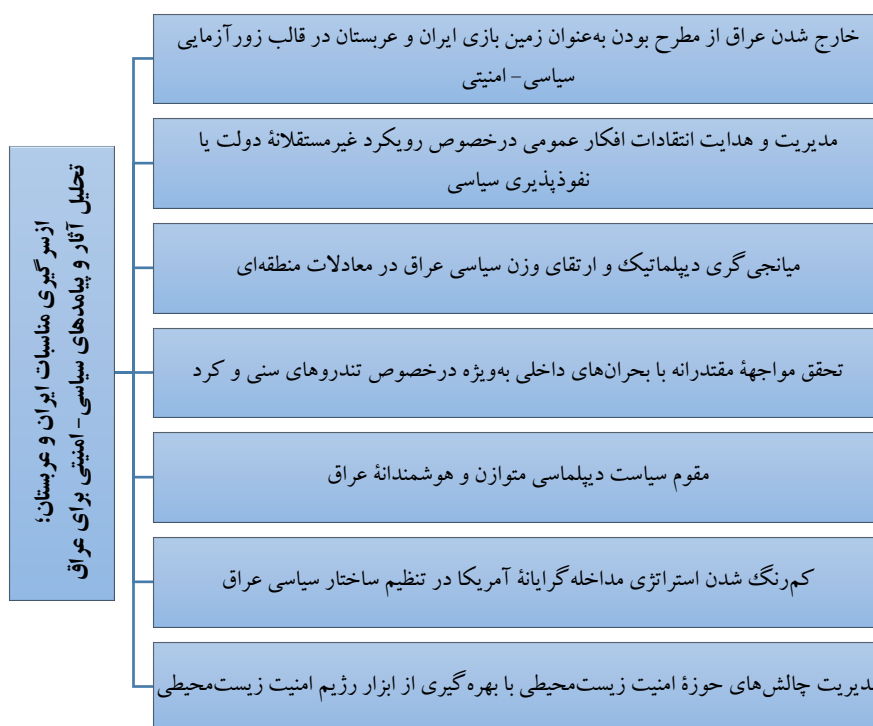 ازسرگیری مناسبات ایران و عربستان؛
تحلیل آثار و پیامدهای سیاسی- امنیتی برای عراق
خارج شدن عراق از مطرح بودن به‌عنوان زمین بازی ایران و عربستان در قالب زورآزمایی
سیاسی- امنیتی
مدیریت و هدایت انتقادات افکار عمومی درخصوص رویکرد غیرمستقلانهٔ دولت یا
نفوذپذیری سیاسی
میانجی‌گری دیپلماتیک و ارتقای وزن سیاسی عراق در معادلات منطقه‌ای
تحقق مواجههٔ مقتدرانه با بحران‌های داخلی به‌ویژه درخصوص تندروهای سنی و کرد
مقوم سیاست دیپلماسی متوازن و هوشمندانهٔ عراق
کم‌رنگ شدن استراتژی مداخله‌گرایانهٔ آمریکا در تنظیم ساختار سیاسی عراق
دیریت چالش‌های حوزهٔ امنیت زیست‌محیطی با بهره‌گیری از ابزار رژیم امنیت زیست‌محیطی